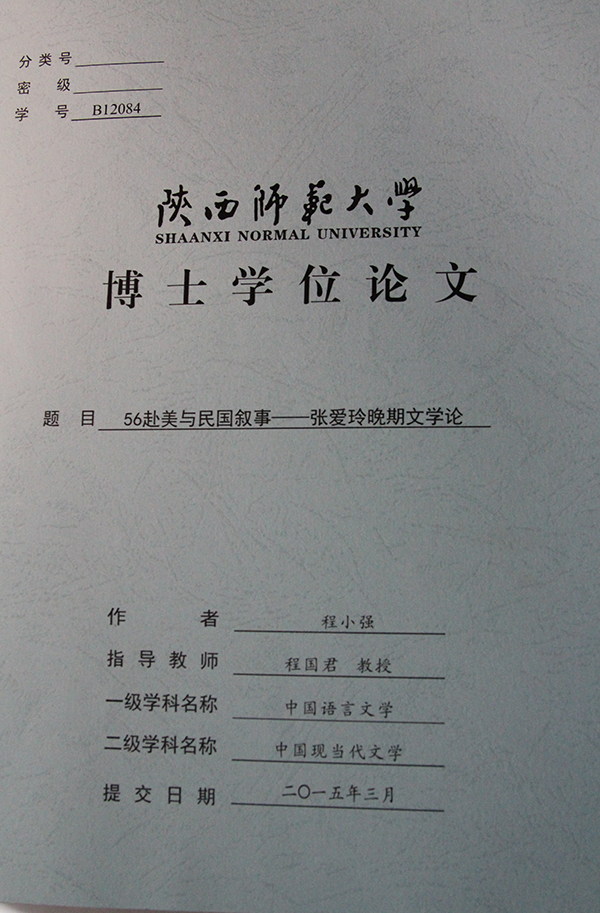 分类号
密 级
学 号 B12084
陕西师范大学
SHAANXI NORMAL UNIVERSITY
博士学位论文
题 目 56赴美与民国叙事——张爱玲晚期文学论
作 者 程小强
指导教师 程国君 教授
一级学科名称 中国语言文学
二级学科名称 中国现当代文学
提交日期 二〇一五年三月